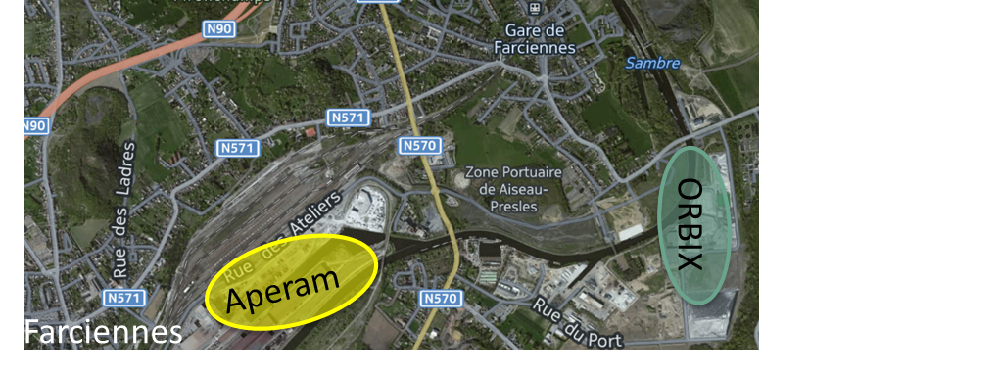 N90
Gare de
Farciennes
Sambre
N90
N571
N571
N570
Rue des Ladres
Zone Portuaire
de Aiseau-
Presles
Rue des Ateliers
ORBIX
Aperam
N571
N570
Rue du Port
Farciennes